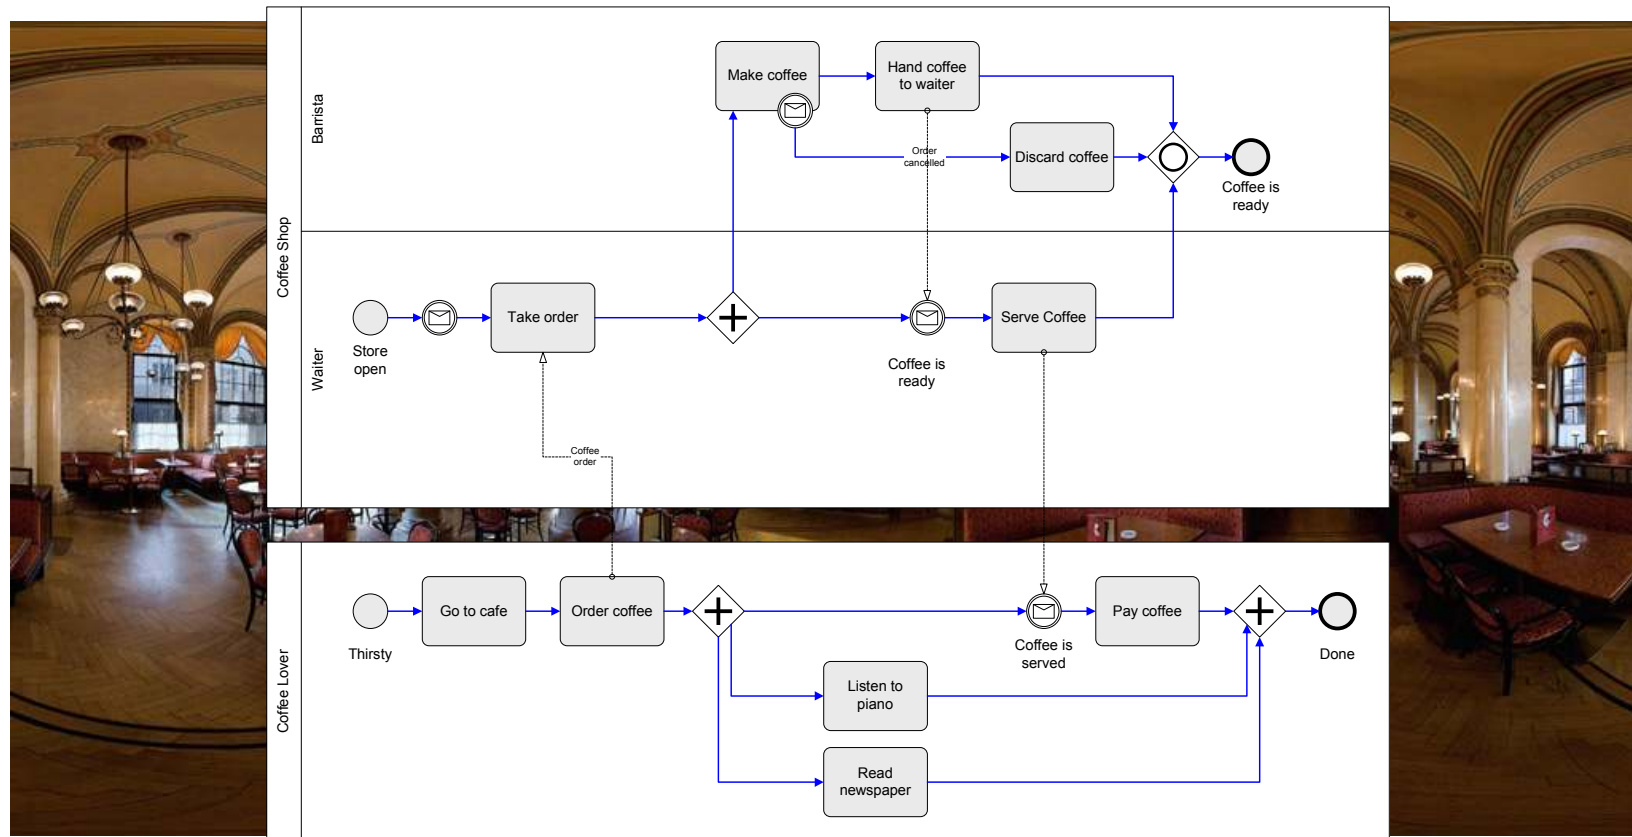 Coffee Shop
Barrista
Make coffee
Hand coffee
to waiter
Order
cancelled
Discard coffee
Coffee is
ready
Waiter
Store
open
Take order
Coffee is
ready
Serve Coffee
Coffee
order
Coffee Lover
Thirsty
Go to cafe
Order coffee
Coffee is
served
Pay coffee
Done
Listen to
piano
Read
newspaper